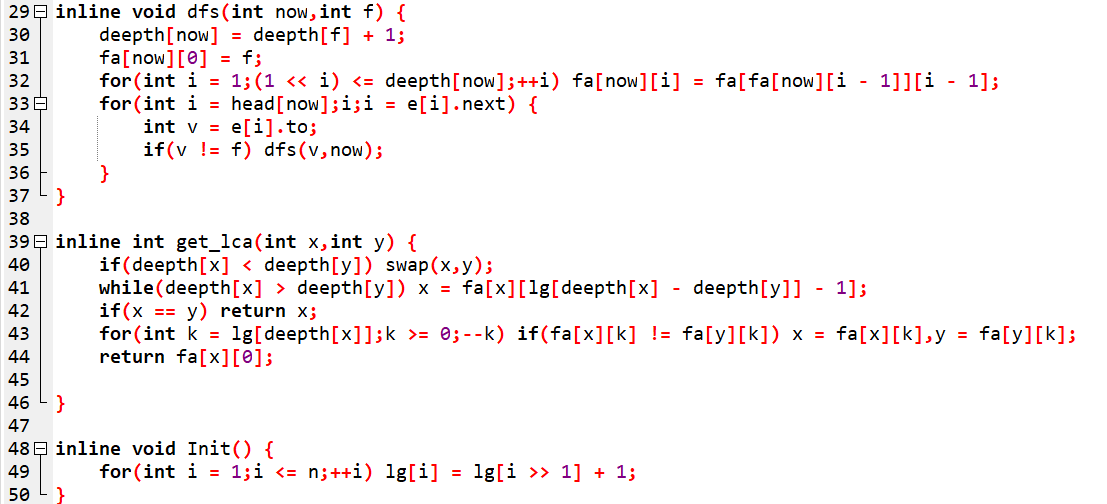 29 inline void dfs(int now,int f) {
30     deepth[now] = deepth[f] + 1;
31     fa[now][0] = f;
32     for(int i = 1;(1 << i) <= deepth[now];++i) fa[now][i] = fa[fa[now][i - 1]][i - 1];
33     for(int i = head[now];i;i = e[i].next) {
34         int v = e[i].to;
35         if(v != f) dfs(v,now);
36     }
37 }
38
39 inline int get_lca(int x,int y) {
40     if(deepth[x] < deepth[y]) swap(x,y);
41     while(deepth[x] > deepth[y]) x = fa[x][lg[deepth[x] - deepth[y]] - 1];
42     if(x == y) return x;
43     for(int k = lg[deepth[x]];k >= 0;--k) if(fa[x][k] != fa[y][k]) x = fa[x][k],y = fa[y][k];
44     return fa[x][0];
45
46 }
47
48 inline void Init() {
49     for(int i = 1;i <= n;++i) lg[i] = lg[i >> 1] + 1;
50 }